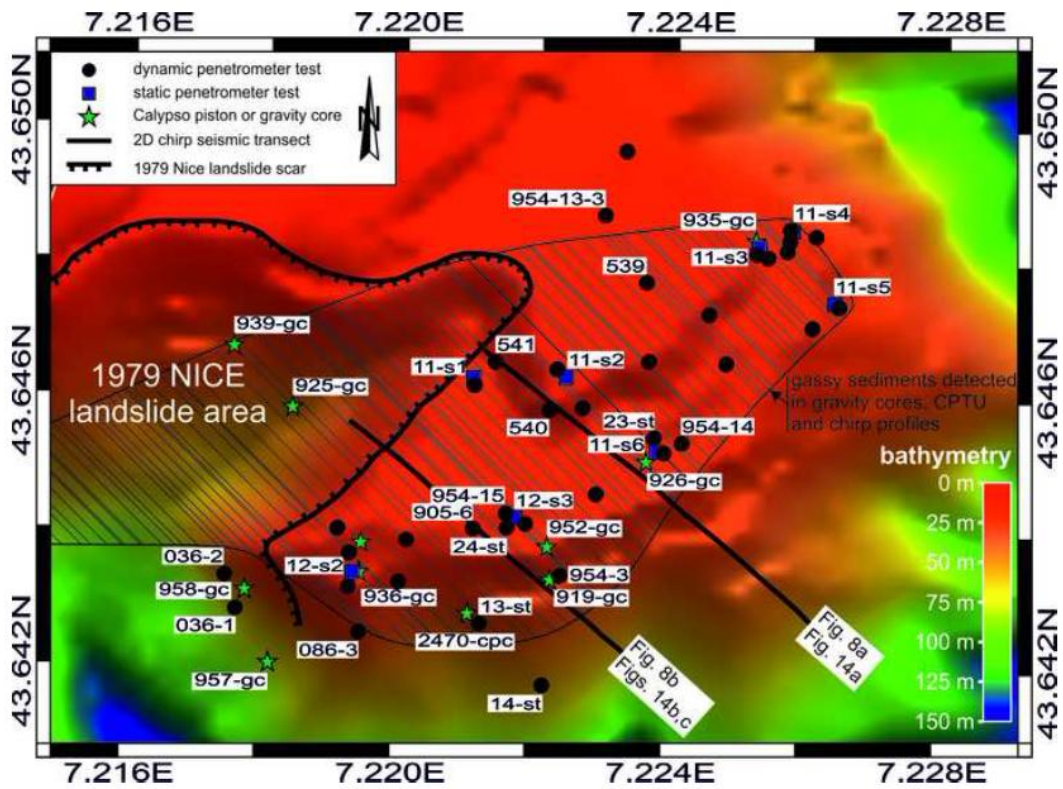 7.216E 7.220E 7.224E 7.228E
43.650N
43.646N
43.642N
dynamic penetrometer test
static penetrometer test
Calypso piston or gravity core
2D chirp seismic transect
1979 Nice landslide scar
954-13-3
935-gc
11-s4
11-s3
539
11-s5
939-gc
541
11-s2
11-s1
1979 NICE
landslide area
925-gc
gassy sediments detected
in gravity cores, CPTU
and chirp profiles
540
23-st
954-14
11-s6
926-gc
bathymetry
0 m
25 m
50 m
75 m
100 m
125 m
150 m
954-15
12-s3
905-6
952-gc
24-st
036-2
12-s2
954-3
958-gc
936-gc
919-gc
13-st
036-1
2470-cpc
086-3
957-gc
14-st
Fig. 8b
Figs. 14b,c
Fig. 8a
Fig. 14a
43.650N
43.646N
43.642N
7.216E 7.220E 7.224E 7.228E